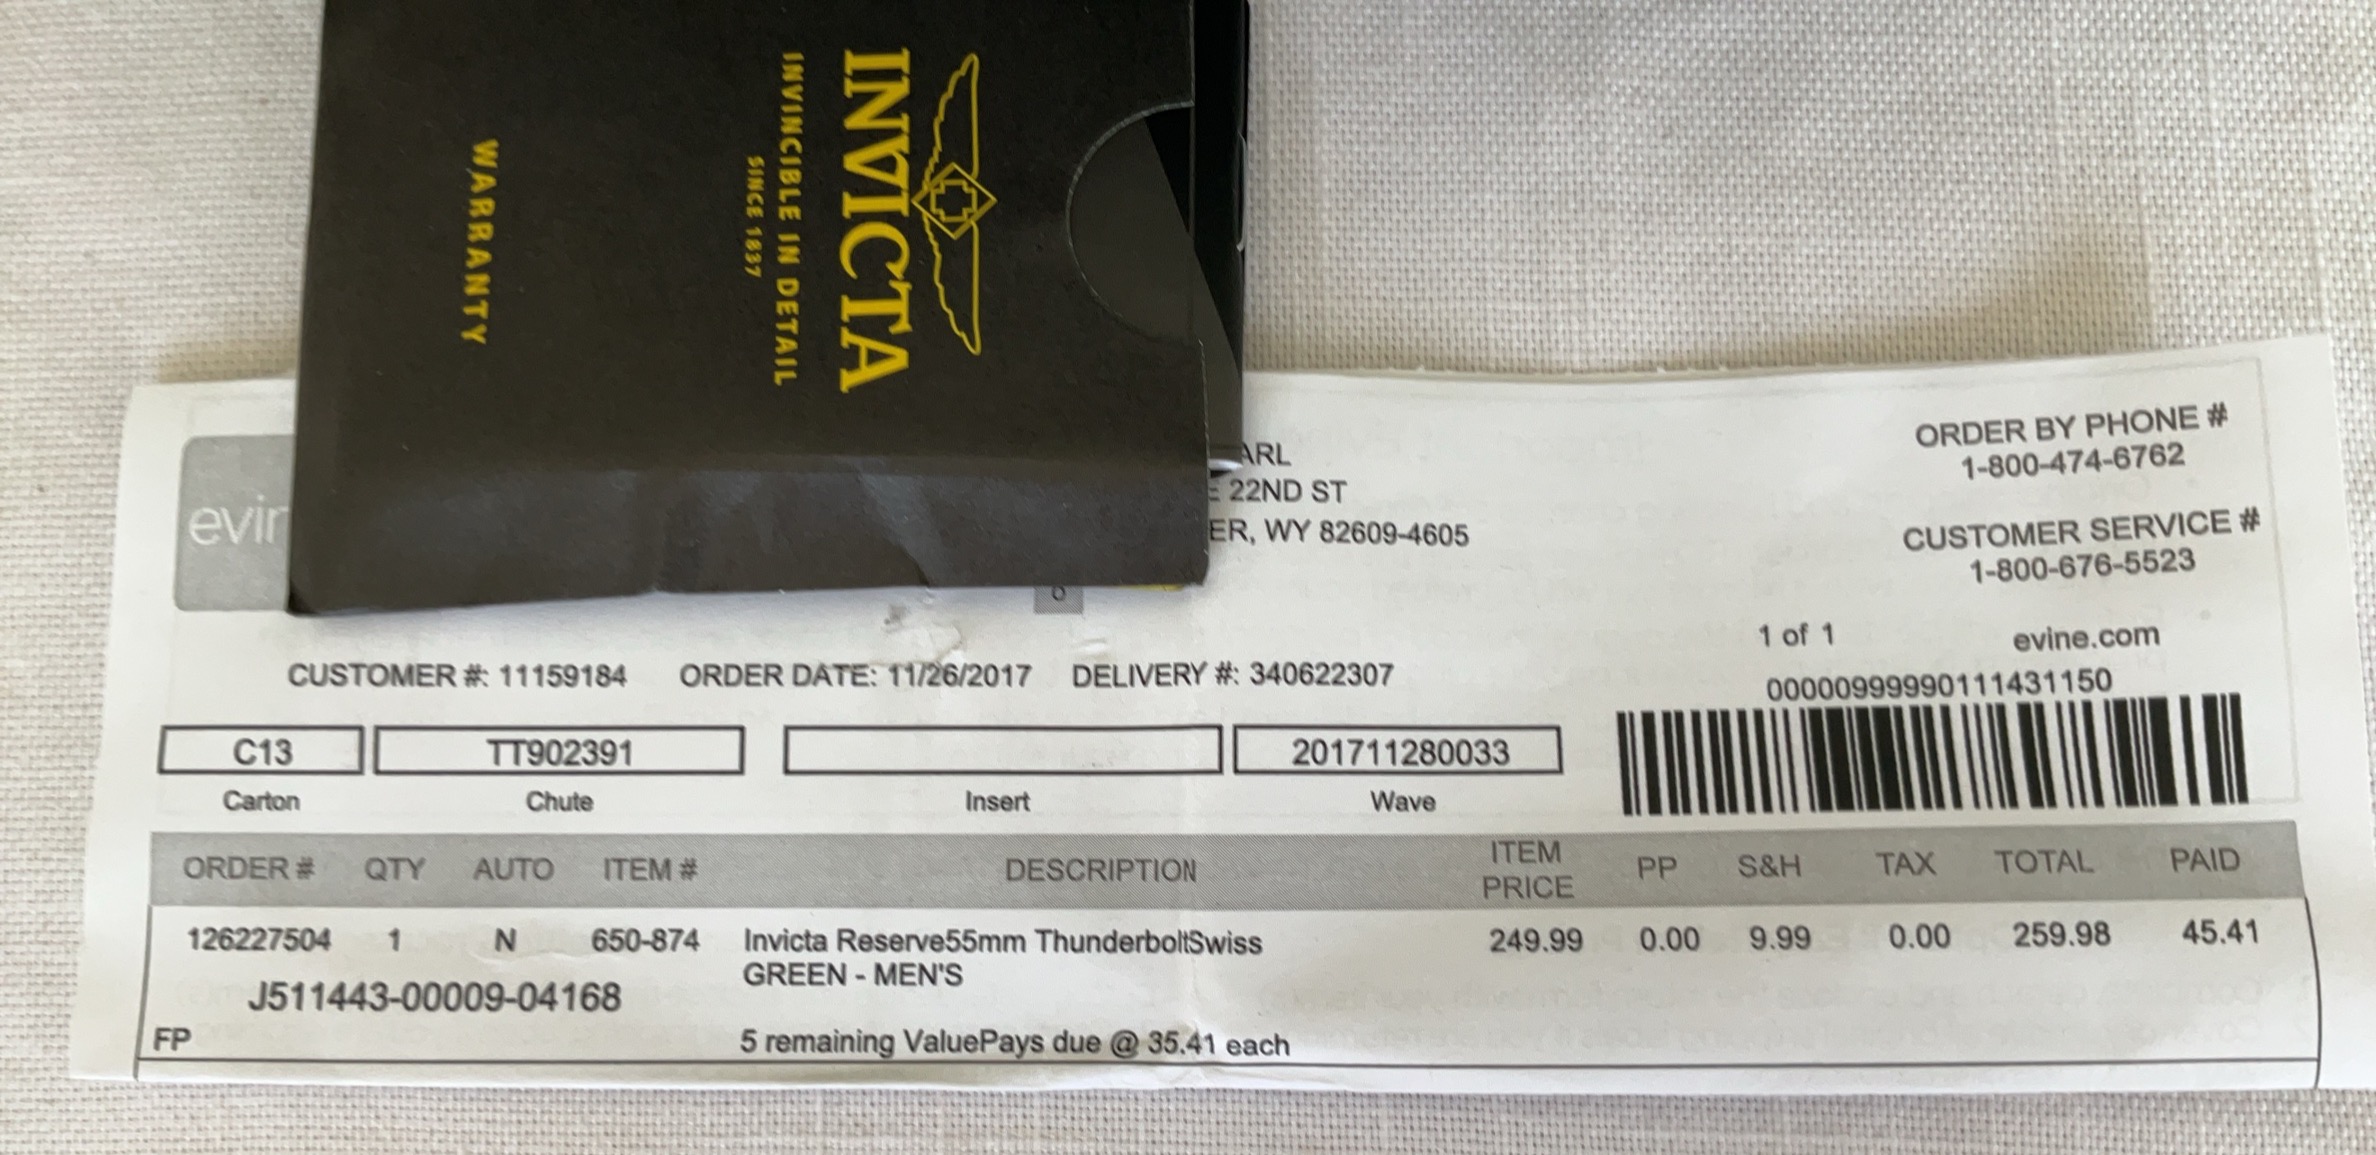 INVICTA
INVINCIBLE IN DETAIL
SINCE 1837
WARRANTY
evin
ARL
E 22ND ST
ER, WY 82609-4605
ORDER BY PHONE #
1-800-474-6762
CUSTOMER SERVICE #
1-800-676-5523
1 of 1 evine.com
CUSTOMER #: 11159184 ORDER DATE: 11/26/2017 DELIVERY #: 340622307
00000999990111431150
C13 TT902391 201711280033
Carton Chute Insert Wave
ORDER # QTY AUTO ITEM # DESCRIPTION ITEM PRICE PP S&H TAX TOTAL PAID
126227504 1 N 650-874 Invicta Reserve55mm ThunderboltSwiss 249.99 0.00 9.99 0.00 259.98 45.41
GREEN - MEN'S
J511443-00009-04168
FP 5 remaining ValuePays due @ 35.41 each